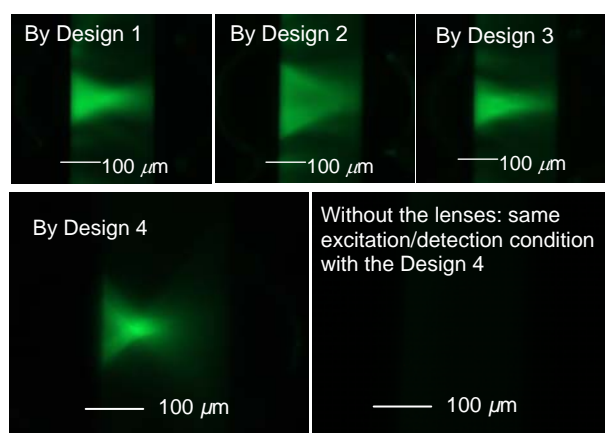 By Design 1
100 μm
By Design 2
100 μm
By Design 3
100 μm
By Design 4
100 μm
Without the lenses: same
excitation/detection condition
with the Design 4
100 μm